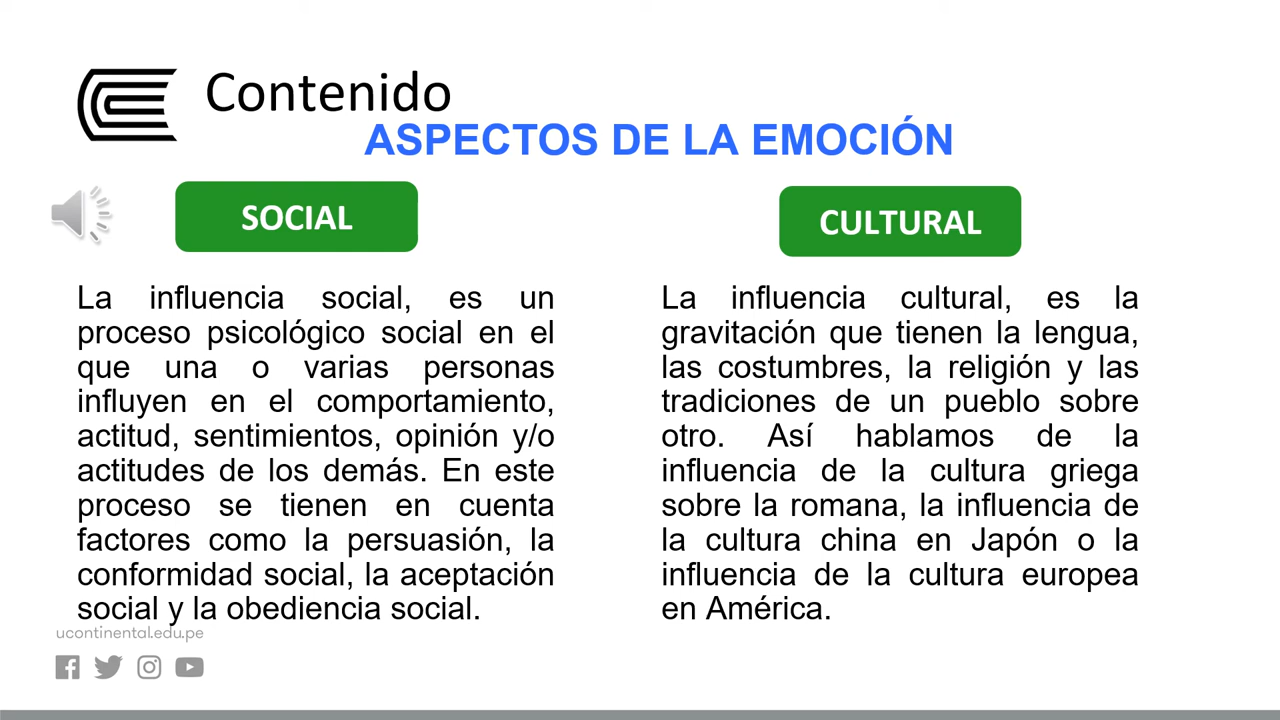 Contenido
ASPECTOS DE LA EMOCIÓN
SOCIAL
La influencia social, es un
proceso psicológico social en el
que una o varias personas
influyen en el comportamiento,
actitud, sentimientos, opinión y/o
actitudes de los demás. En este
proceso se tienen en cuenta
factores como la persuasión, la
conformidad social, la aceptación
social y la obediencia social.
CULTURAL
La influencia cultural, es la
gravitación que tienen la lengua,
las costumbres, la religión y las
tradiciones de un pueblo sobre
otro. Así hablamos de la
influencia de la cultura griega
sobre la romana, la influencia de
la cultura china en Japón o la
influencia de la cultura europea
en América.
ucontinental.edu.pe